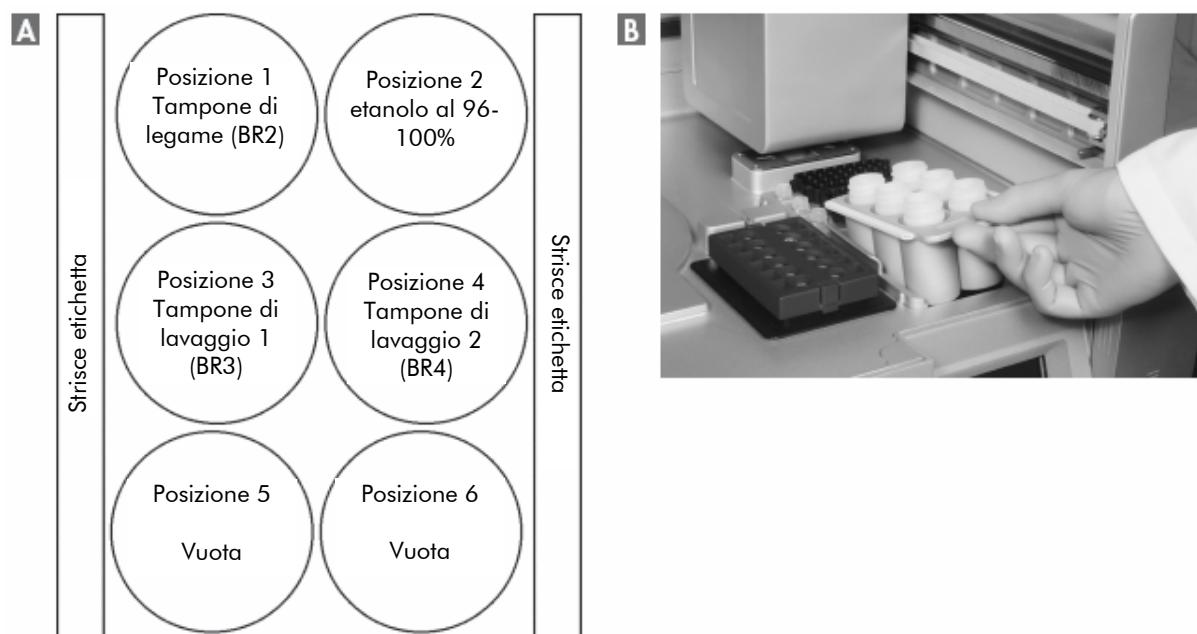 A
B
Posizione 1
Tampone di
legame (BR2)
Posizione 2
etanolo al 96-
100%
Posizione 3
Tampone di
lavaggio 1
(BR3)
Posizione 4
Tampone di
lavaggio 2
(BR4)
Posizione 5
Vuota
Posizione 6
Vuota
Strisce etichetta
Strisce etichetta